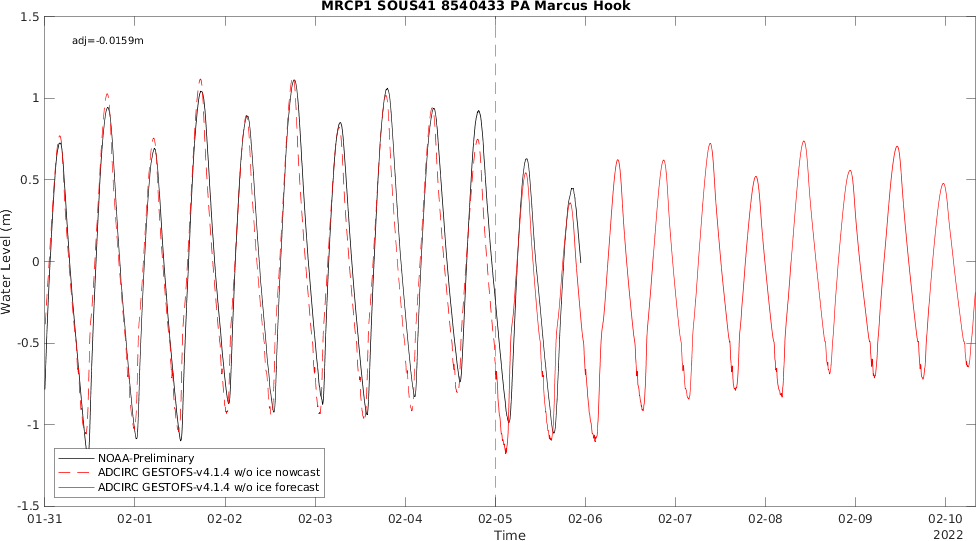 MRCP1 SOUS41 8540433 PA Marcus Hook
adj=-0.0159m
1.5
1
0.5
0
-0.5
-1
-1.5
Water Level (m)
NOAA-Preliminary
ADCIRC GESTOFS-v4.1.4 w/o ice nowcast
ADCIRC GESTOFS-v4.1.4 w/o ice forecast
01-31 02-01 02-02 02-03 02-04 02-05 02-06 02-07 02-08 02-09 02-10
Time
2022